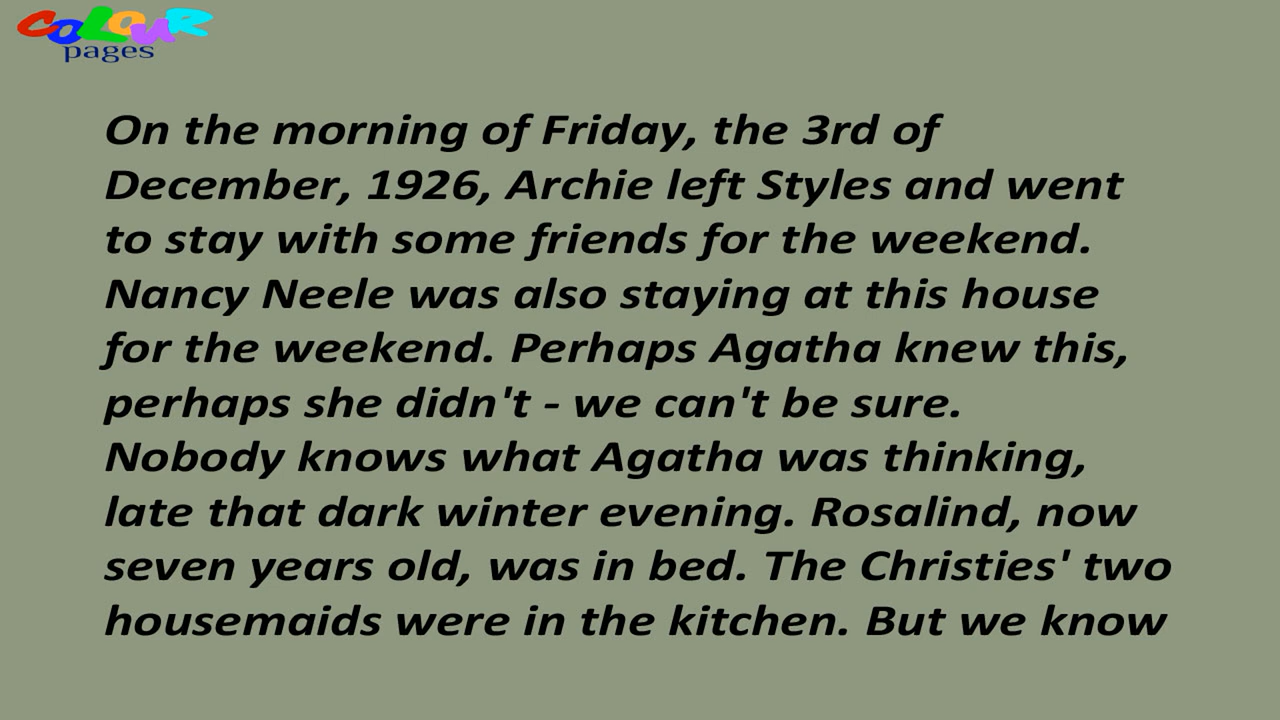 COLOUR
pages
On the morning of Friday, the 3rd of
December, 1926, Archie left Styles and went
to stay with some friends for the weekend.
Nancy Neele was also staying at this house
for the weekend. Perhaps Agatha knew this,
perhaps she didn't - we can't be sure.
Nobody knows what Agatha was thinking,
late that dark winter evening. Rosalind, now
seven years old, was in bed. The Christies' two
housemaids were in the kitchen. But we know